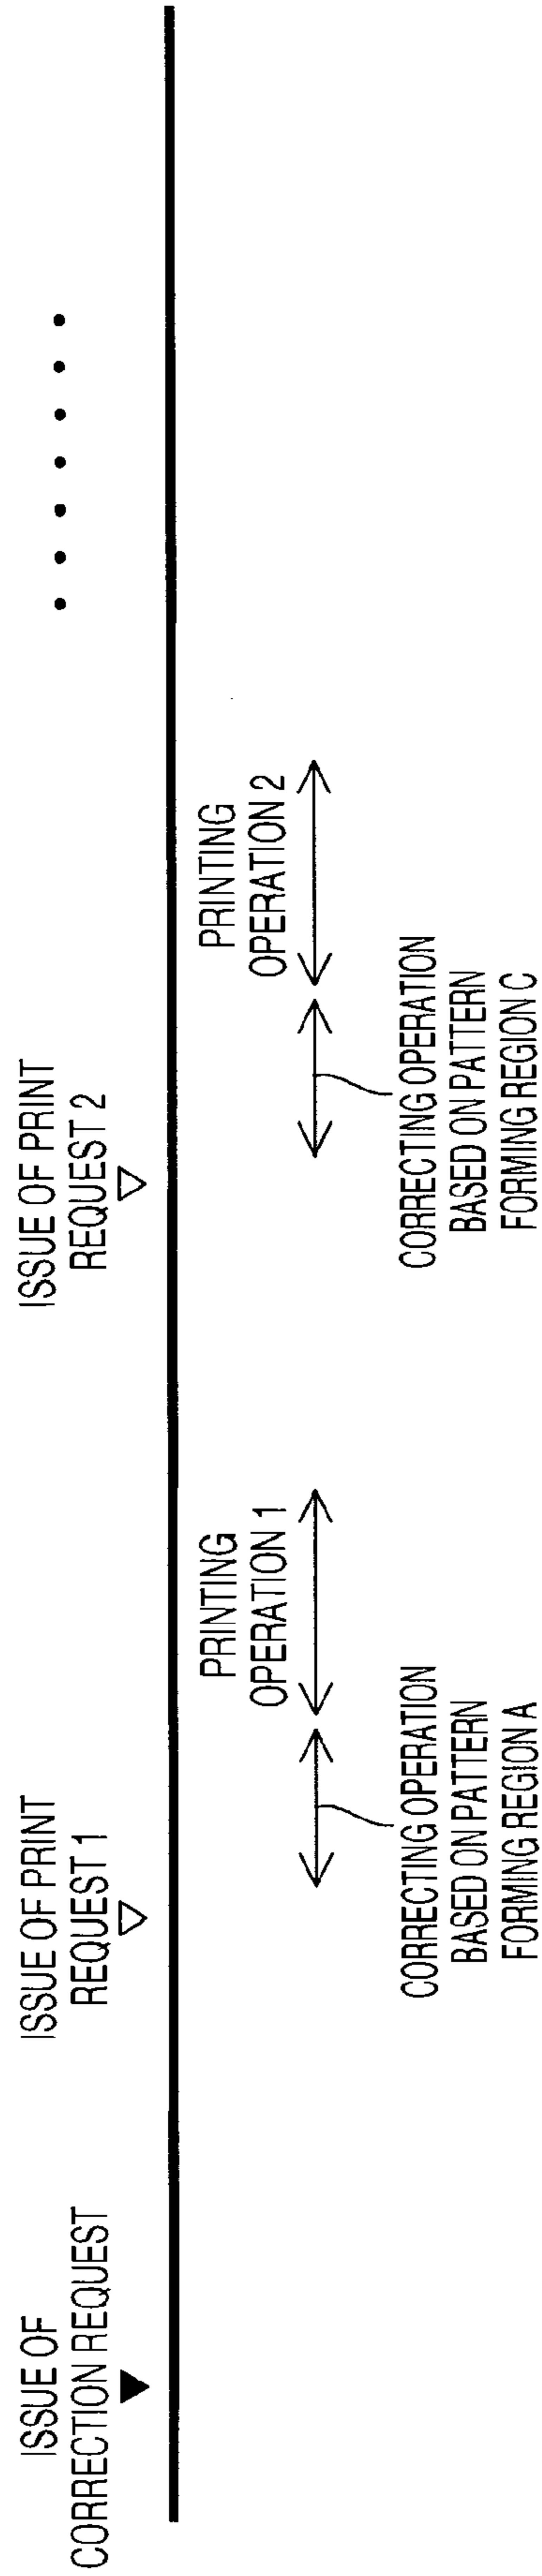 ISSUE OF
CORRECTION REQUEST
ISSUE OF PRINT
REQUEST 1
ISSUE OF PRINT
REQUEST 2
PRINTING
OPERATION 1
PRINTING
OPERATION 2
CORRECTING OPERATION
BASED ON PATTERN
FORMING REGION A
CORRECTING OPERATION
BASED ON PATTERN
FORMING REGION C